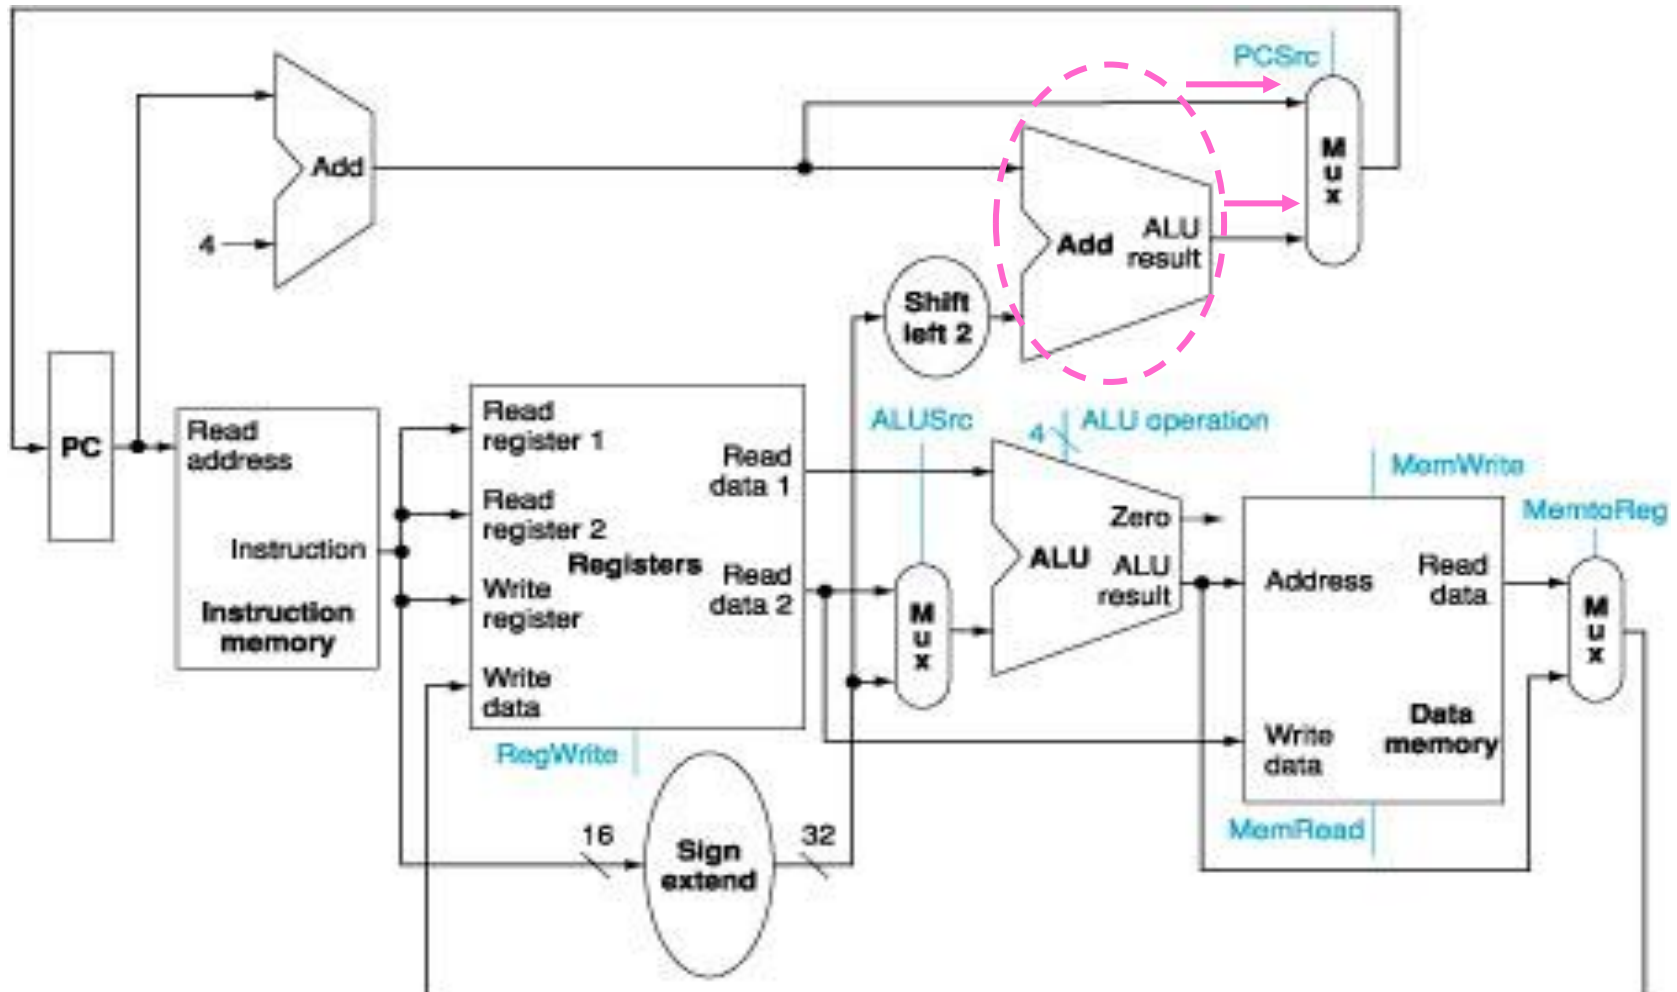 PCSrc
M
u
x
Add
4
Add
ALU
result
Shift
left 2
PC
Read
address
Instruction
Instruction
memory
Read
register 1
Read
register 2
Registers
Write
register
Write
data
Read
data 1
Read
data 2
RegWrite
16
Sign
extend
32
ALUSrc
M
u
x
4
ALU operation
Zero
ALU
ALU
result
MemWrite
Address
Read
data
Write
data
Data
memory
MemRead
MemtoReg
M
u
x